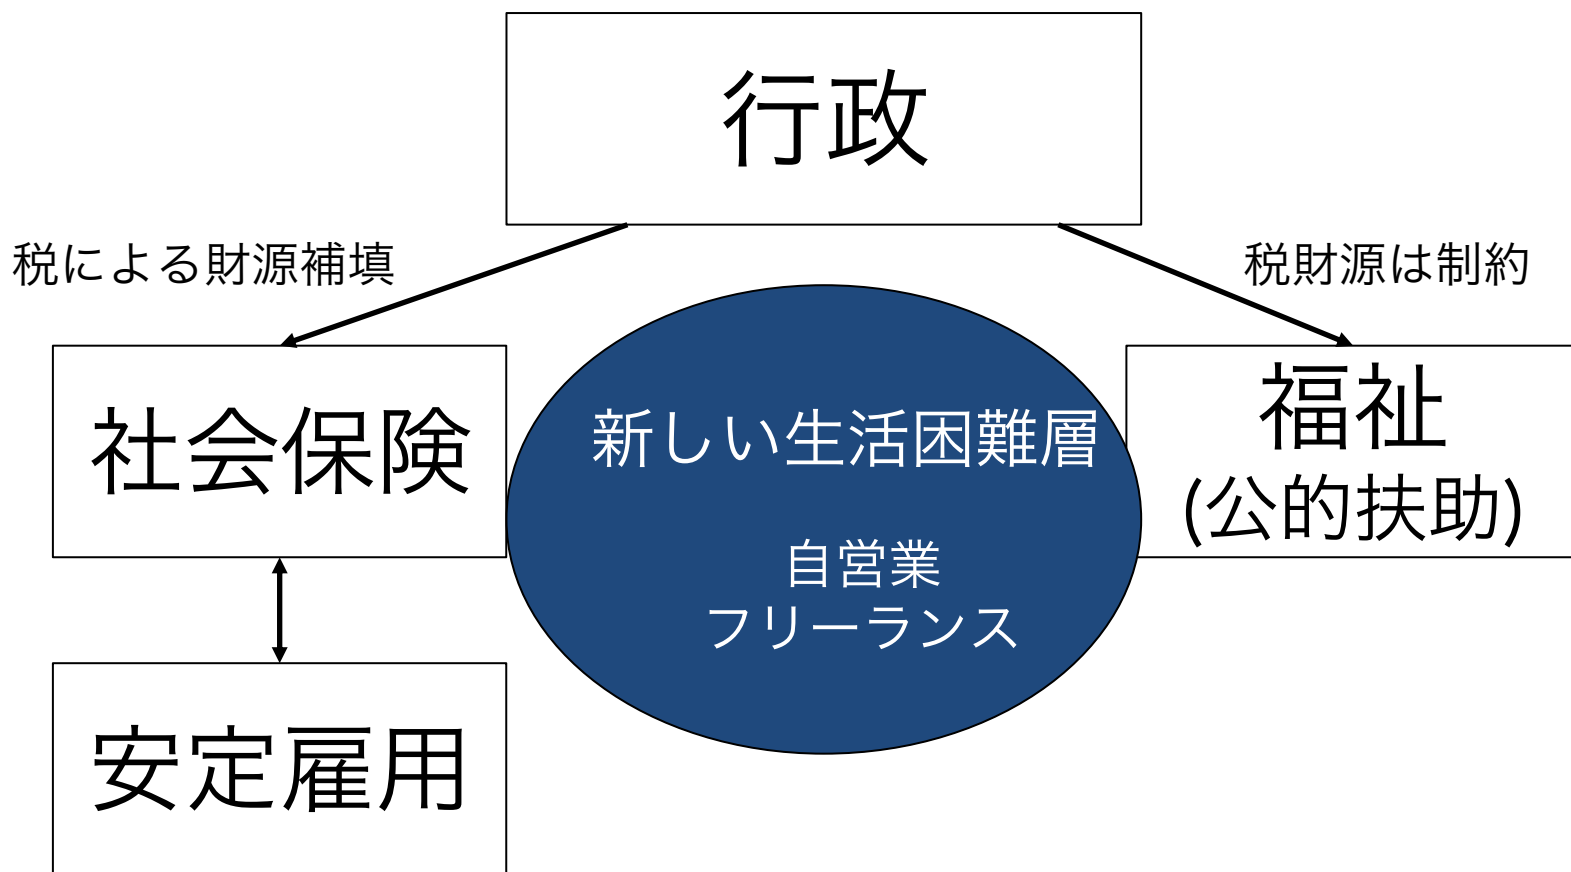 行政
税による財源補填
税財源は制約
社会保険
新しい生活困難層
自営業
フリーランス
福祉
(公的扶助)
安定雇用